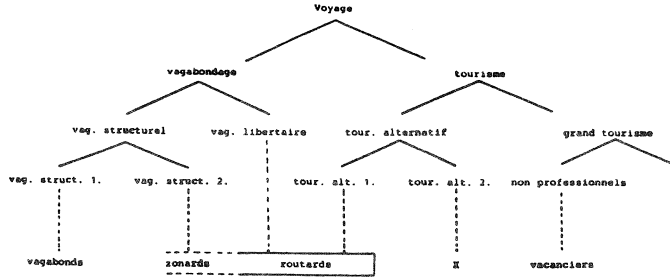 Voyage
vagabondage tourisme
vag. structurel vag. libertaire tour. alternatif grand tourisme
vag. struct. 1. vag. struct. 2. tour. alt. 1. tour. alt. 2. non professionnels
vagabonds zonards routards X vacanciers